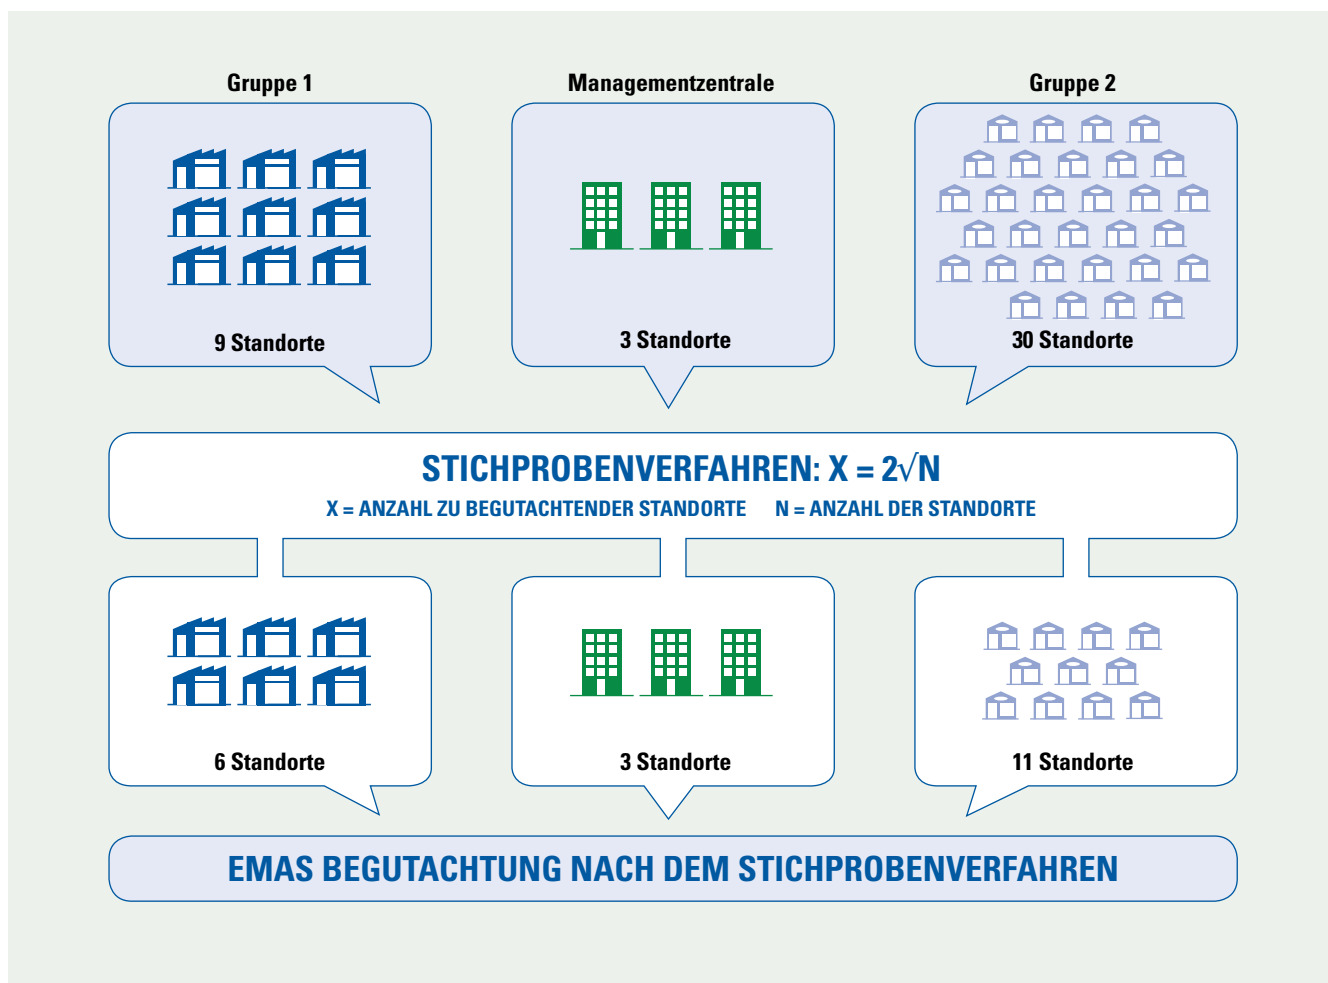 Gruppe 1
Managementzentrale
Gruppe 2
9 Standorte
3 Standorte
30 Standorte
STICHPROBENVERFAHREN: X = 2√N
X = ANZAHL ZU BEGUTACHTENDER STANDORTE N = ANZAHL DER STANDORTE
6 Standorte
3 Standorte
11 Standorte
EMAS BEGUTACHTUNG NACH DEM STICHPROBENVERFAHREN